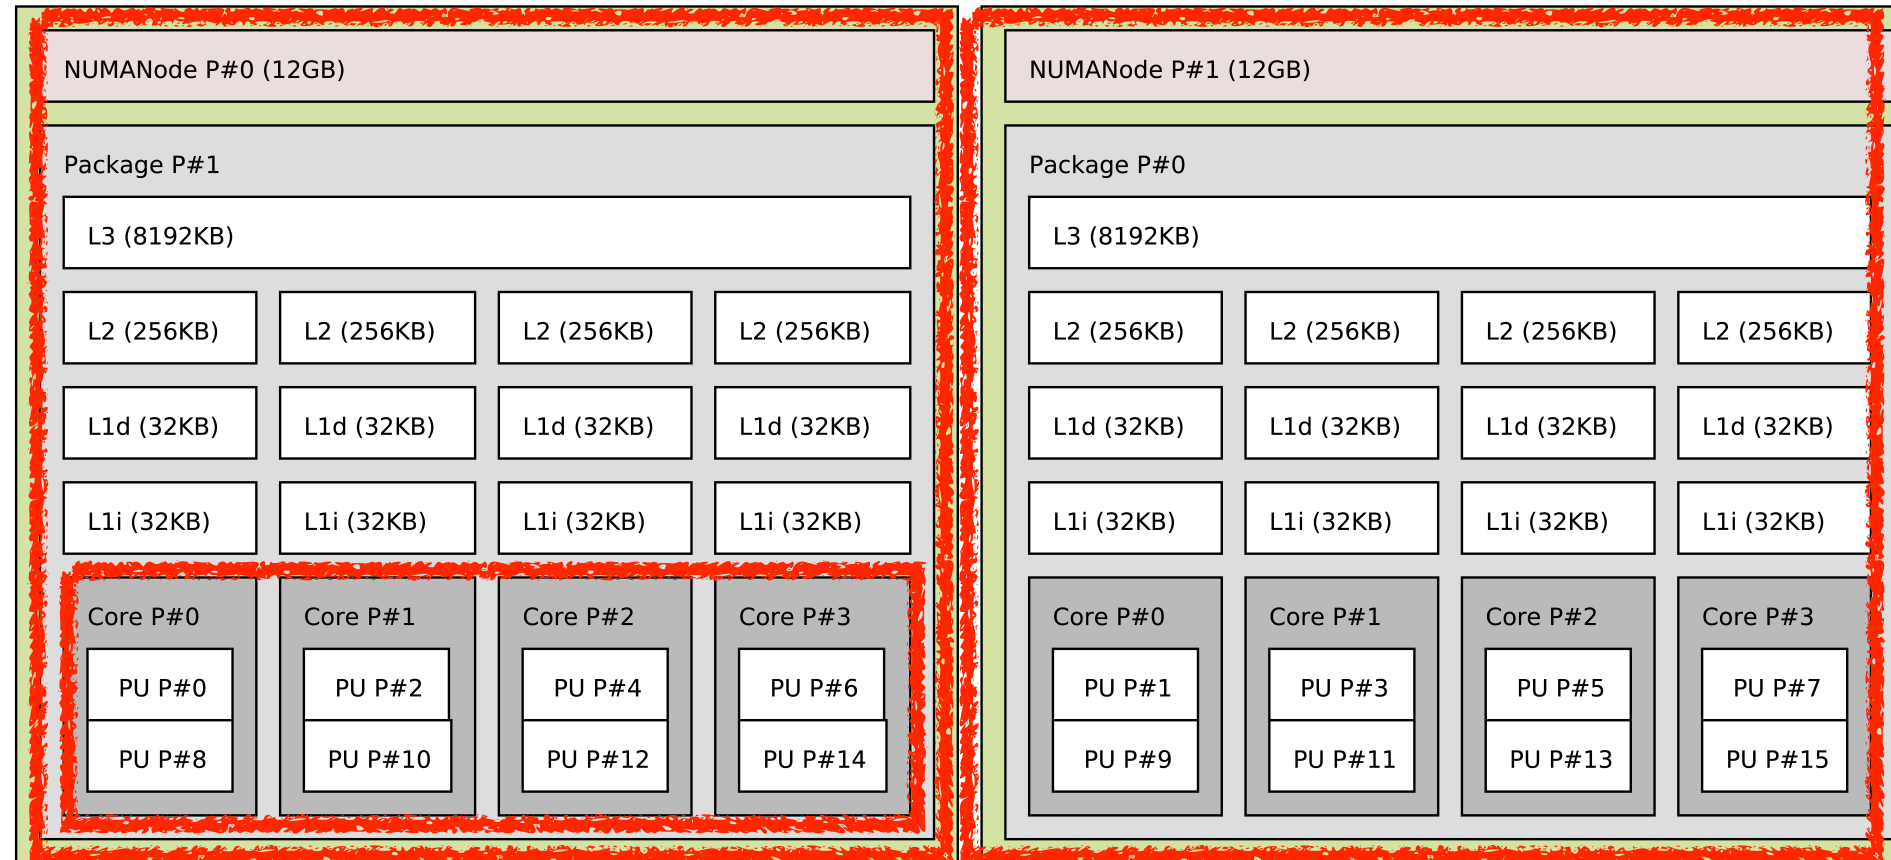 NUMANode P#0 (12GB)
Package P#1
L3 (8192KB)
L2 (256KB) L2 (256KB) L2 (256KB) L2 (256KB)
L1d (32KB) L1d (32KB) L1d (32KB) L1d (32KB)
L1i (32KB) L1i (32KB) L1i (32KB) L1i (32KB)
Core P#0 Core P#1 Core P#2 Core P#3
PU P#0 PU P#2 PU P#4 PU P#6
PU P#8 PU P#10 PU P#12 PU P#14
NUMANode P#1 (12GB)
Package P#0
L3 (8192KB)
L2 (256KB) L2 (256KB) L2 (256KB) L2 (256KB)
L1d (32KB) L1d (32KB) L1d (32KB) L1d (32KB)
L1i (32KB) L1i (32KB) L1i (32KB) L1i (32KB)
Core P#0 Core P#1 Core P#2 Core P#3
PU P#1 PU P#3 PU P#5 PU P#7
PU P#9 PU P#11 PU P#13 PU P#15